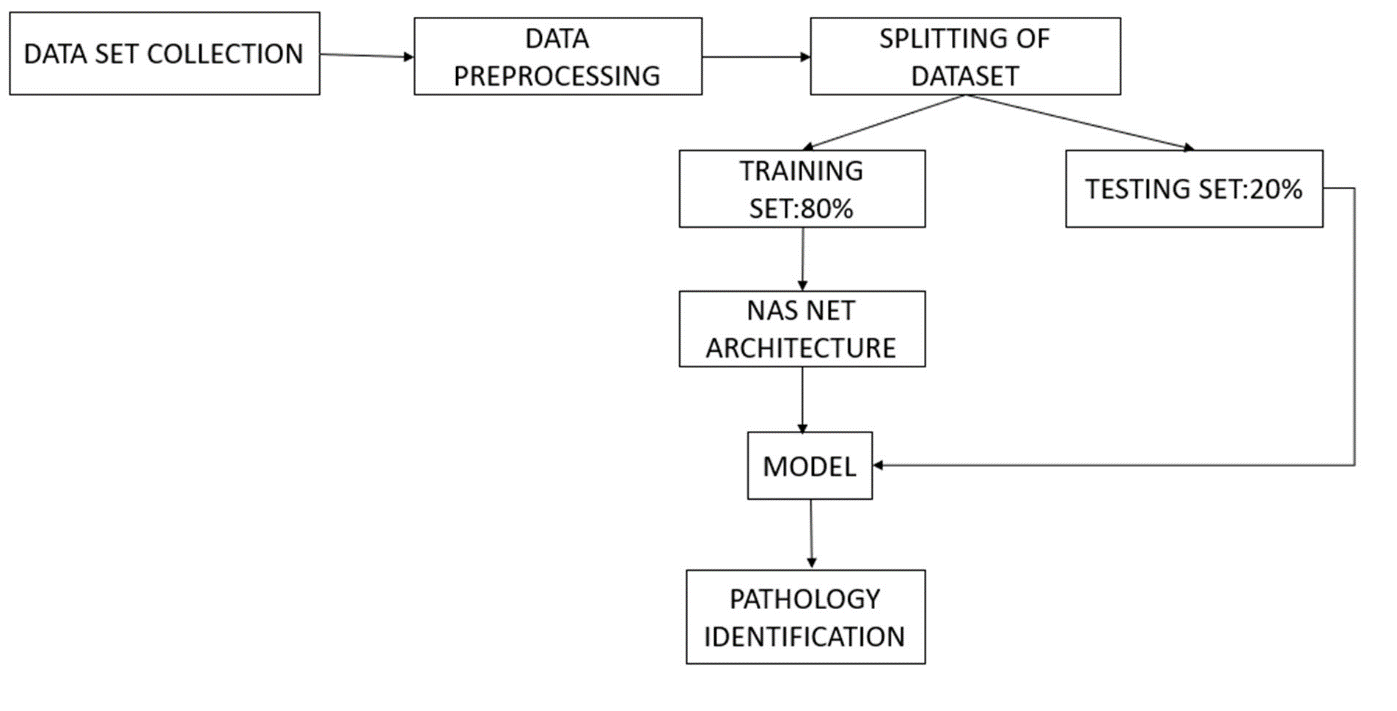 DATA SET COLLECTION
DATA
PREPROCESSING
SPLITTING OF
DATASET
TRAINING
SET:80%
TESTING SET:20%
NAS NET
ARCHITECTURE
MODEL
PATHOLOGY
IDENTIFICATION